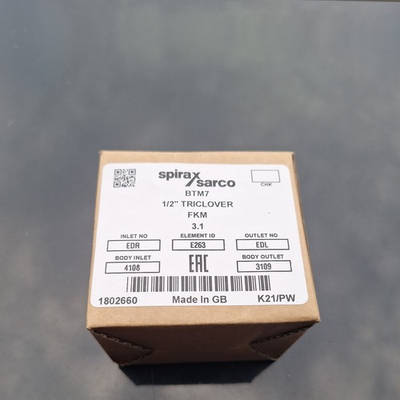 spirax sarco
CHK
BTM7
1/2" TRICLOVER
FKM
3.1
INLET NO ELEMENT ID OUTLET NO
EDR E263 EDL
BODY INLET BODY OUTLET
4108 EAC 3109
1802660 Made In GB K21/PW